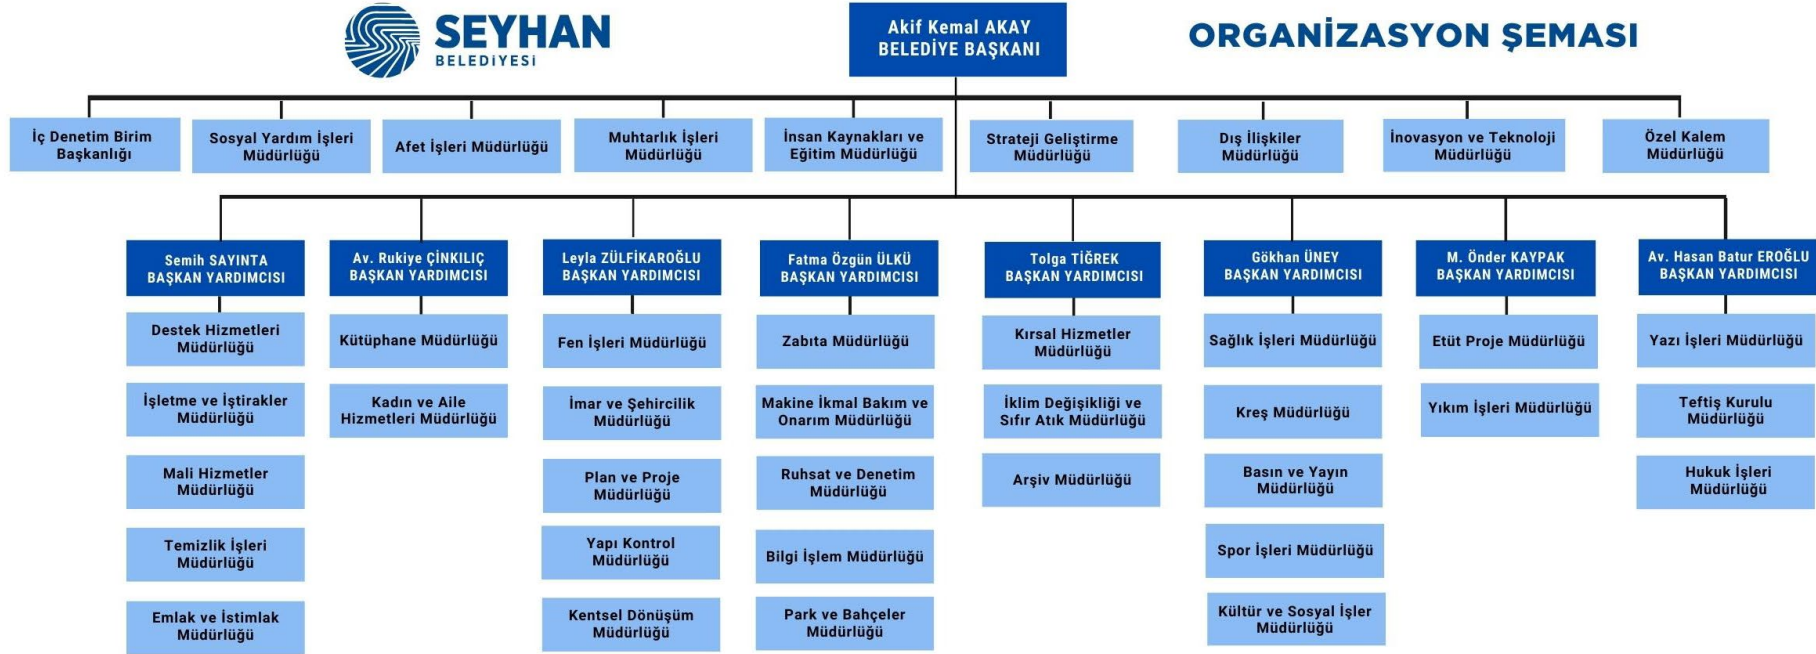 SEYHAN
BELEDİYESİ
Akif Kemal AKAY
BELEDİYE BAŞKANI
ORGANİZASYON ŞEMASI
İç Denetim Birim
Başkanlığı
Sosyal Yardım İşleri
Müdürlüğü
Afet İşleri Müdürlüğü
Muhtarlık İşleri
Müdürlüğü
İnsan Kaynakları ve
Eğitim Müdürlüğü
Strateji Geliştirme
Müdürlüğü
Dış İlişkiler
Müdürlüğü
İnovasyon ve Teknoloji
Müdürlüğü
Özel Kalem
Müdürlüğü
Semih SAYINTA
BAŞKAN YARDIMCISI
Destek Hizmetleri
Müdürlüğü
İşletme ve İştirakler
Müdürlüğü
Mali Hizmetler
Müdürlüğü
Temizlik İşleri
Müdürlüğü
Emlak ve İstimlak
Müdürlüğü
Av. Rukiye ÇİNKILIÇ
BAŞKAN YARDIMCISI
Kütüphane Müdürlüğü
Kadın ve Aile
Hizmetleri Müdürlüğü
Leyla ZÜLFİKAROĞLU
BAŞKAN YARDIMCISI
Fen İşleri Müdürlüğü
İmar ve Şehircilik
Müdürlüğü
Plan ve Proje
Müdürlüğü
Yapı Kontrol
Müdürlüğü
Kentsel Dönüşüm
Müdürlüğü
Fatma Özgün ÜLKÜ
BAŞKAN YARDIMCISI
Zabıta Müdürlüğü
Makine İkmal Bakım ve
Onarım Müdürlüğü
Ruhsat ve Denetim
Müdürlüğü
Bilgi İşlem Müdürlüğü
Park ve Bahçeler
Müdürlüğü
Tolga TİĞREK
BAŞKAN YARDIMCISI
Kırsal Hizmetler
Müdürlüğü
İklim Değişikliği ve
Sıfır Atık Müdürlüğü
Arşiv Müdürlüğü
Gökhan ÜNEY
BAŞKAN YARDIMCISI
Sağlık İşleri Müdürlüğü
Kreş Müdürlüğü
Basın ve Yayın
Müdürlüğü
Spor İşleri Müdürlüğü
Kültür ve Sosyal İşler
Müdürlüğü
M. Önder KAYPAK
BAŞKAN YARDIMCISI
Etüt Proje Müdürlüğü
Yıkım İşleri Müdürlüğü
Av. Hasan Batur EROĞLU
BAŞKAN YARDIMCISI
Yazı İşleri Müdürlüğü
Teftiş Kurulu
Müdürlüğü
Hukuk İşleri
Müdürlüğü